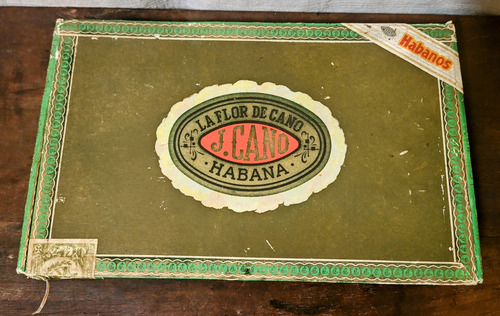 Habanos
LA FLOR DE CANO
J. CANO
· HABANA ·